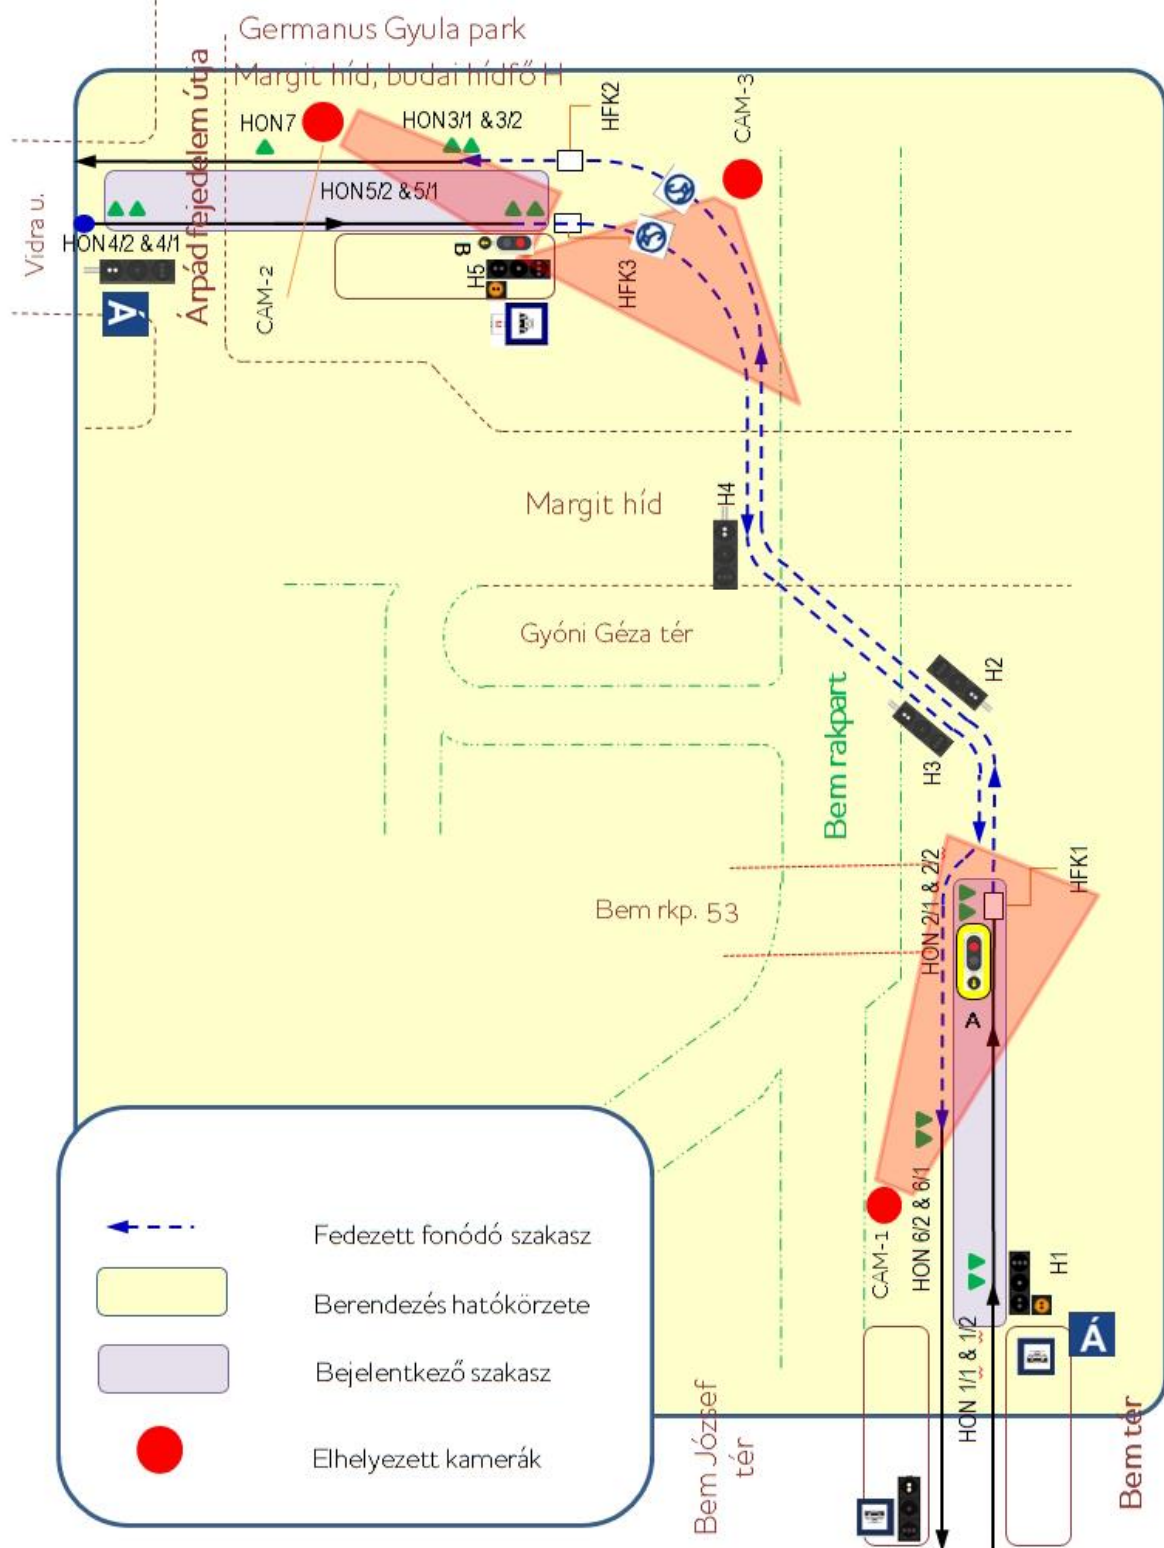 Germanus Gyula park
Margit híd, budai hídfő H
Árpád fejedelem útja
HON7
HON3/1 &3/2
HFK2
CAM-3
HON5/2 &5/1
Vidra u.
HON4/2 &4/1
Á
CAM-2
B
H5
HFK3
Margit híd
H4
Gyóni Géza tér
H2
H3
Bem rakpart
Bem rkp. 53
HON 2/1 & 2/2
HFK1
A
CAM-1
HON 6/2 & 6/1
H1
HON 1/1 & 1/2
Á
Bem József
tér
Bem tér
Fedezett fonódó szakasz
Berendezés hatókörzete
Bejelentkező szakasz
Elhelyezett kamerák